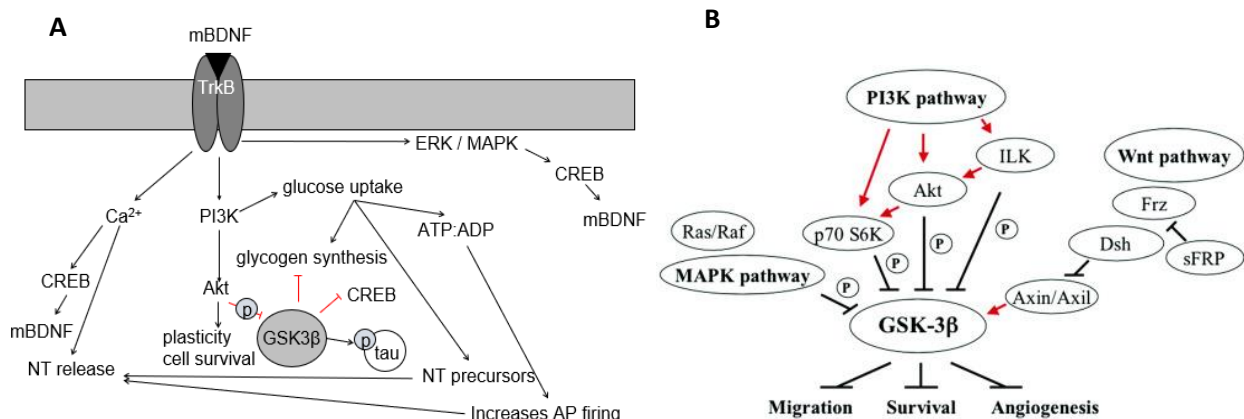 A
mBDNF
TrkB
ERK / MAPK
CREB
mBDNF
glucose uptake
Ca²⁺
PI3K
ATP:ADP
CREB
glycogen synthesis
Akt
p
CREB
mBDNF
GSK3β
plasticity
cell survival
p
tau
NT release
NT precursors
Increases AP firing
B
PI3K pathway
ILK
Wnt pathway
Akt
Frz
Ras/Raf
p70 S6K
P
P
Dsh
sFRP
MAPK pathway
P
P
Axin/Axil
GSK-3β
Migration
Survival
Angiogenesis